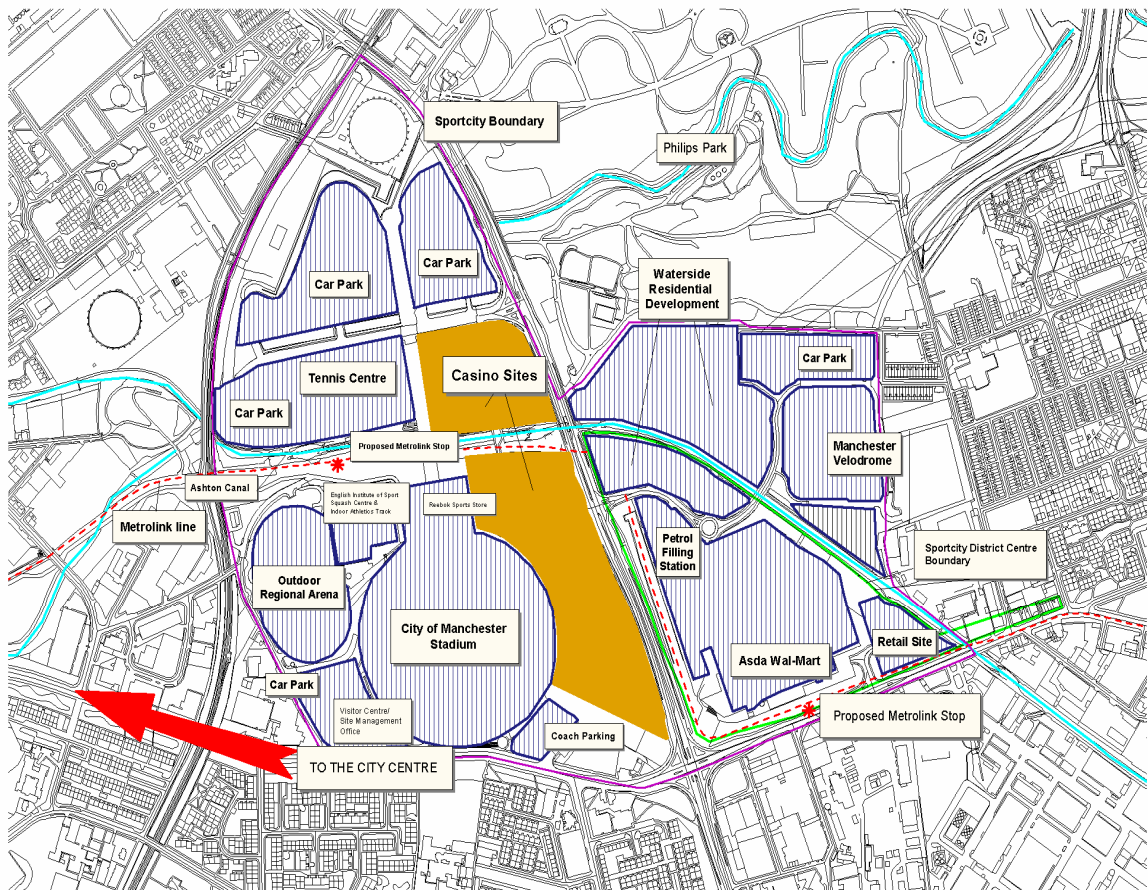 Sportcity Boundary
Philips Park
Car Park
Car Park
Waterside
Residential
Development
Car Park
Tennis Centre
Casino Sites
Car Park
Proposed Metrolink Stop
Manchester
Velodrome
Ashton Canal
English Institute of Sport
Squash Centre &
Indoor Athletics Track
Reebok Sports Store
Metrolink line
Petrol
Filling
Station
Sportcity District Centre
Boundary
Outdoor
Regional Arena
City of Manchester
Stadium
Retail Site
Asda Wal-Mart
Car Park
Visitor Centre/
Site Management
Office
Coach Parking
Proposed Metrolink Stop
TO THE CITY CENTRE